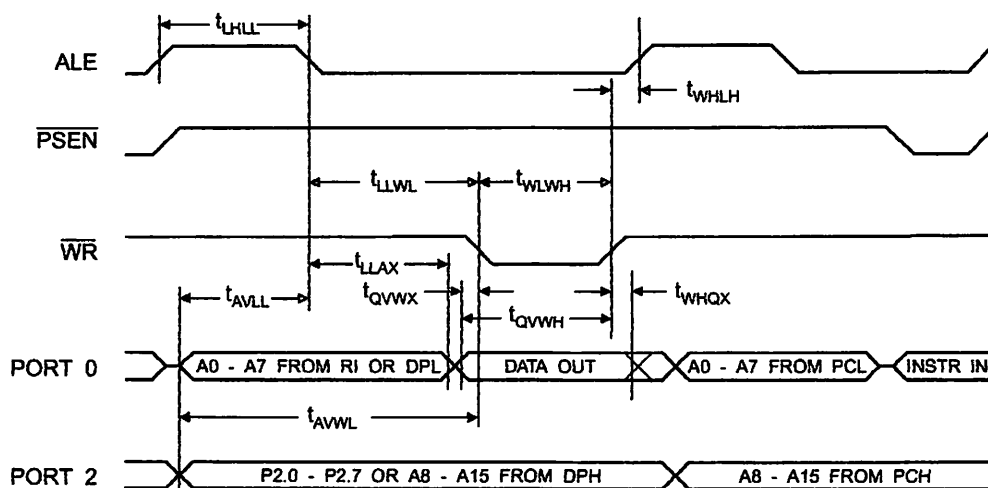 tLHLL
ALE
tWHLH
PSEN
tLLWL
tWLWH
WR
tLLAX
tAVLL
tQVWX
tWHQX
tQVWH
PORT 0
A0 - A7 FROM RI OR DPL
DATA OUT
A0 - A7 FROM PCL
INSTR IN
tAVWL
PORT 2
P2.0 - P2.7 OR A8 - A15 FROM DPH
A8 - A15 FROM PCH